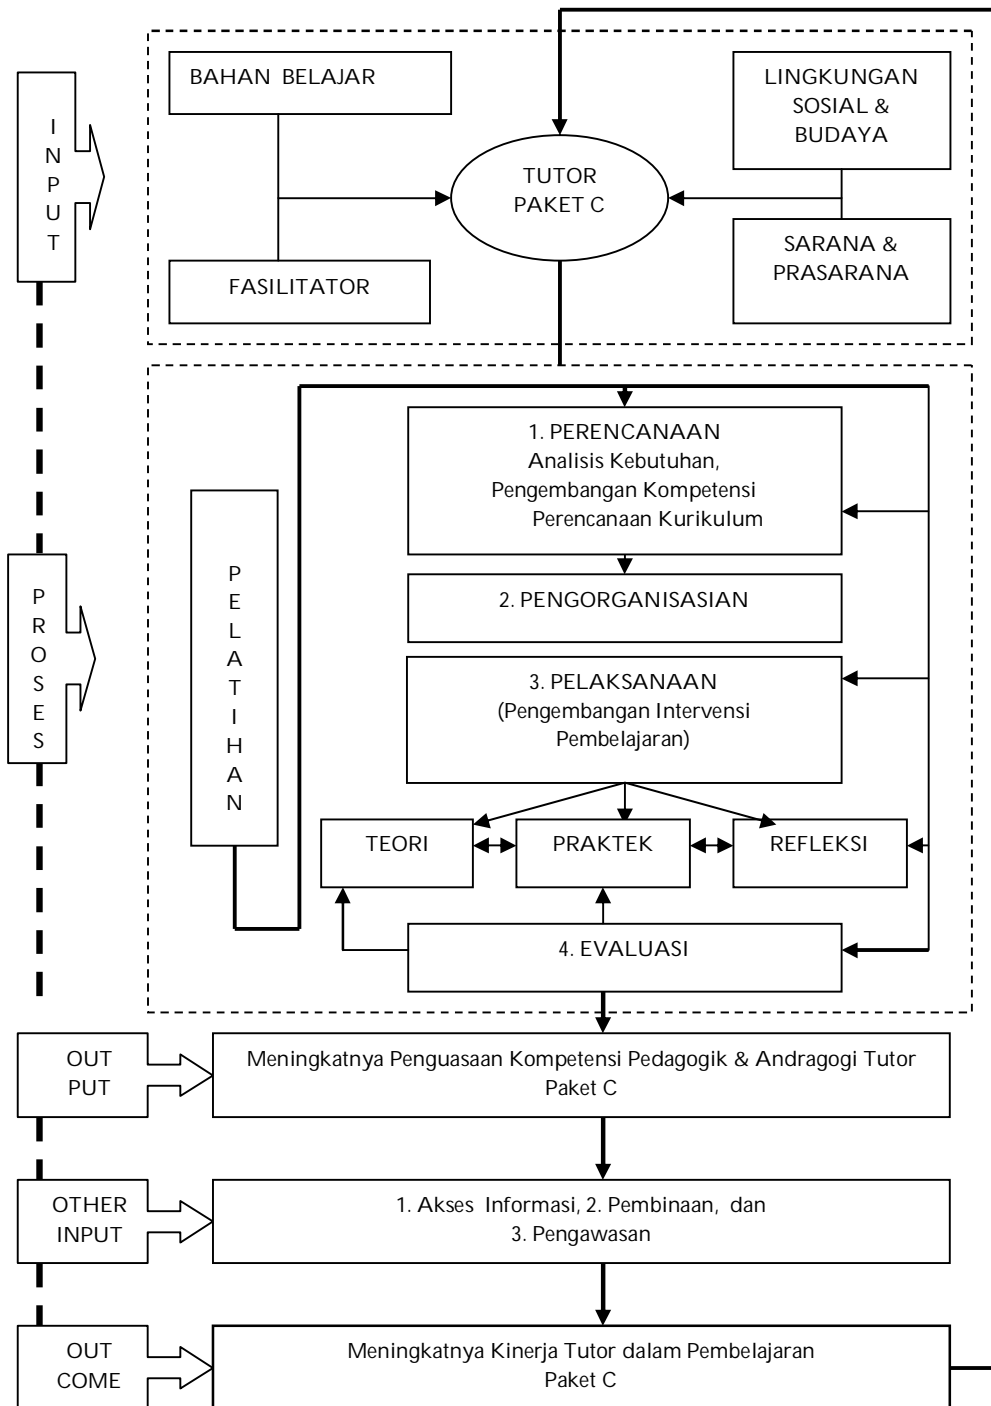 INPUT
BAHAN BELAJAR
LINGKUNGAN
SOSIAL &
BUDAYA
TUTOR
PAKET C
FASILITATOR
SARANA &
PRASARANA
PROSES
PELATIHAN
1. PERENCANAAN
Analisis Kebutuhan,
Pengembangan Kompetensi
Perencanaan Kurikulum
2. PENGORGANISASIAN
3. PELAKSANAAN
(Pengembangan Intervensi
Pembelajaran)
TEORI
PRAKTEK
REFLEKSI
4. EVALUASI
OUT
PUT
Meningkatnya Penguasaan Kompetensi Pedagogik & Andragogi Tutor
Paket C
OTHER
INPUT
1. Akses Informasi, 2. Pembinaan, dan
3. Pengawasan
OUT
COME
Meningkatnya Kinerja Tutor dalam Pembelajaran
Paket C